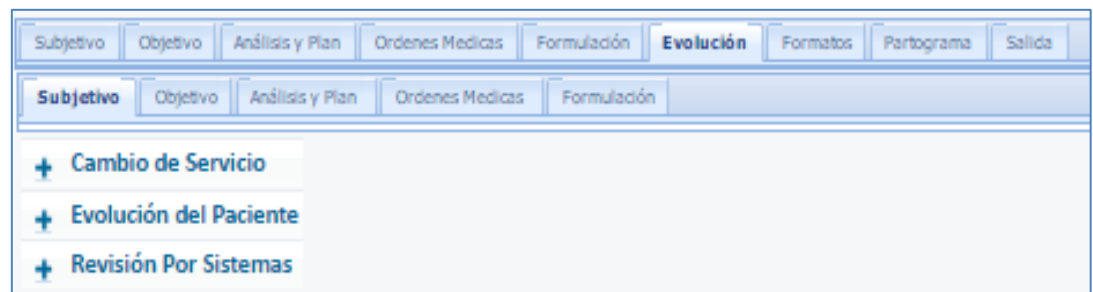 Subjetivo Objetivo Análisis y Plan Ordenes Medicas Formulación Evolución Formatos Partograma Salida
Subjetivo Objetivo Análisis y Plan Ordenes Medicas Formulación
+ Cambio de Servicio
+ Evolución del Paciente
+ Revisión Por Sistemas